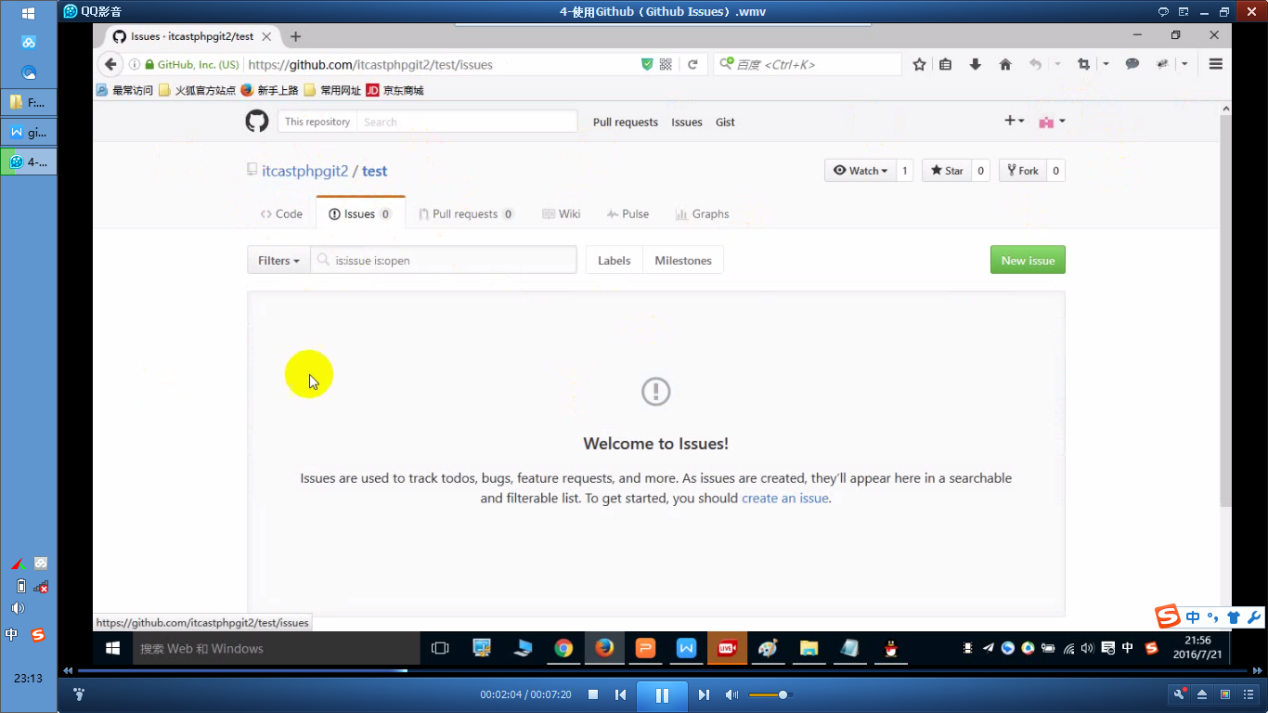 QQ影音
4-使用Github（Github Issues）.wmv
F:...
gi...
4-...
Issues · itcastphpgit2/test
GitHub, Inc. (US)
https://github.com/itcastphpgit2/test/issues
百度 <Ctrl+K>
最常访问
火狐官方站点
新手上路
常用网址
JD
京东商城
This repository
Search
Pull requests
Issues
Gist
itcastphpgit2 / test
Watch
1
Star
0
Fork
0
Code
Issues 0
Pull requests 0
Wiki
Pulse
Graphs
Filters
is:issue is:open
Labels
Milestones
New issue
Welcome to Issues!
Issues are used to track todos, bugs, feature requests, and more. As issues are created, they'll appear here in a searchable
and filterable list. To get started, you should create an issue.
https://github.com/itcastphpgit2/test/issues
中
搜索 Web 和 Windows
LIVE
中
21:56
2016/7/21
中
23:13
00:02:04 / 00:07:20